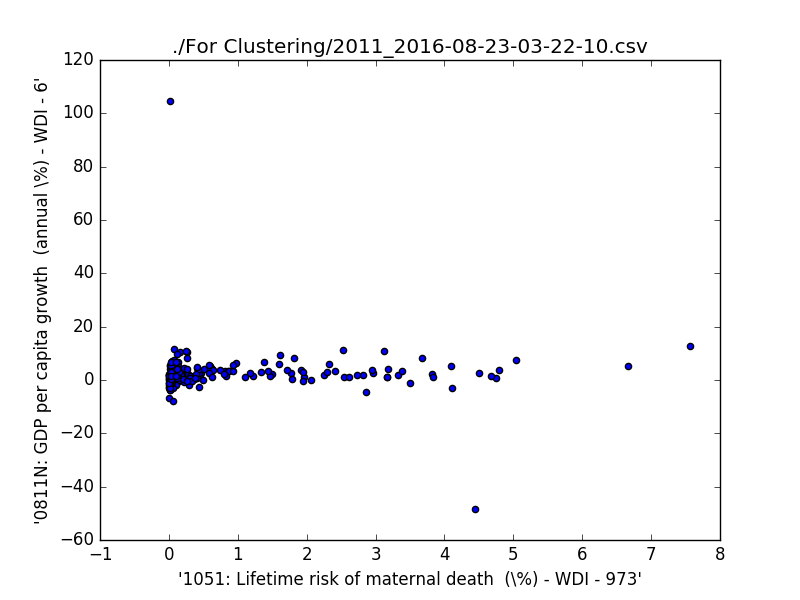 ./For Clustering/2011_2016-08-23-03-22-10.csv
120
100
80
60
40
20
0
−20
−40
−60
'0811N: GDP per capita growth  (annual \%) - WDI - 6'
−1 0 1 2 3 4 5 6 7 8
'1051: Lifetime risk of maternal death  (\%) - WDI - 973'